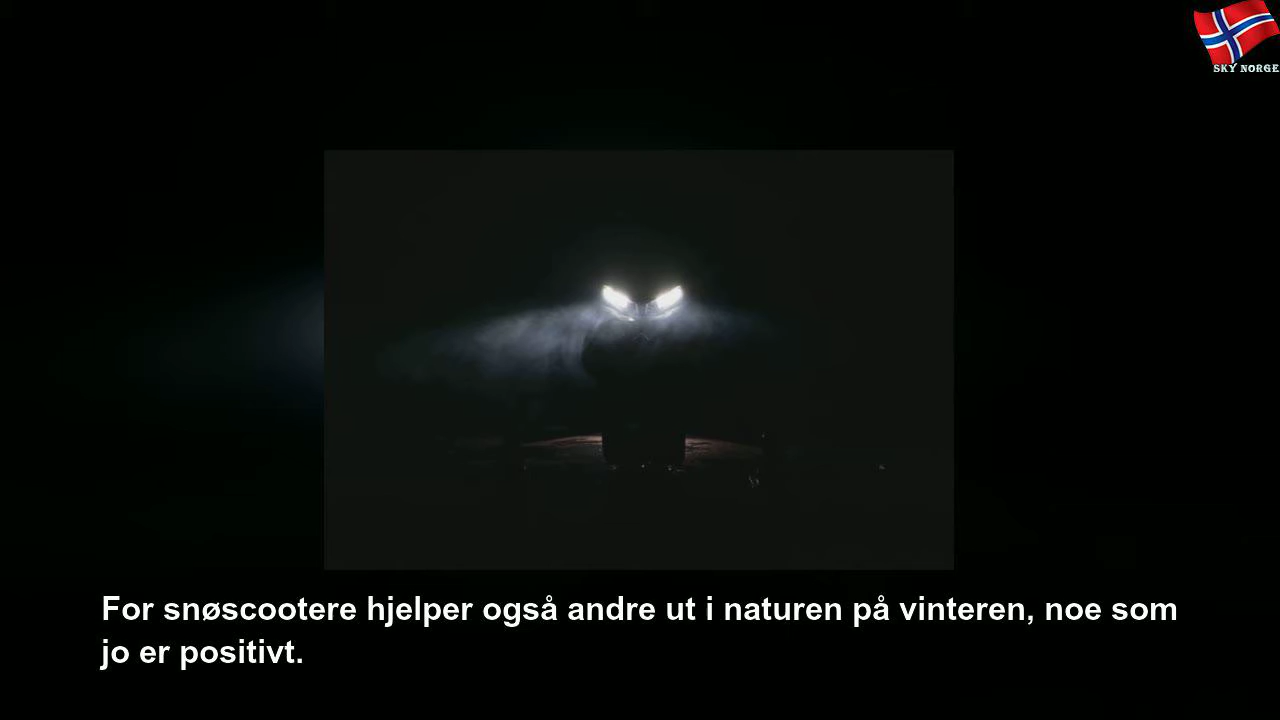 SKY NORGE
For snøscootere hjelper også andre ut i naturen på vinteren, noe som
jo er positivt.